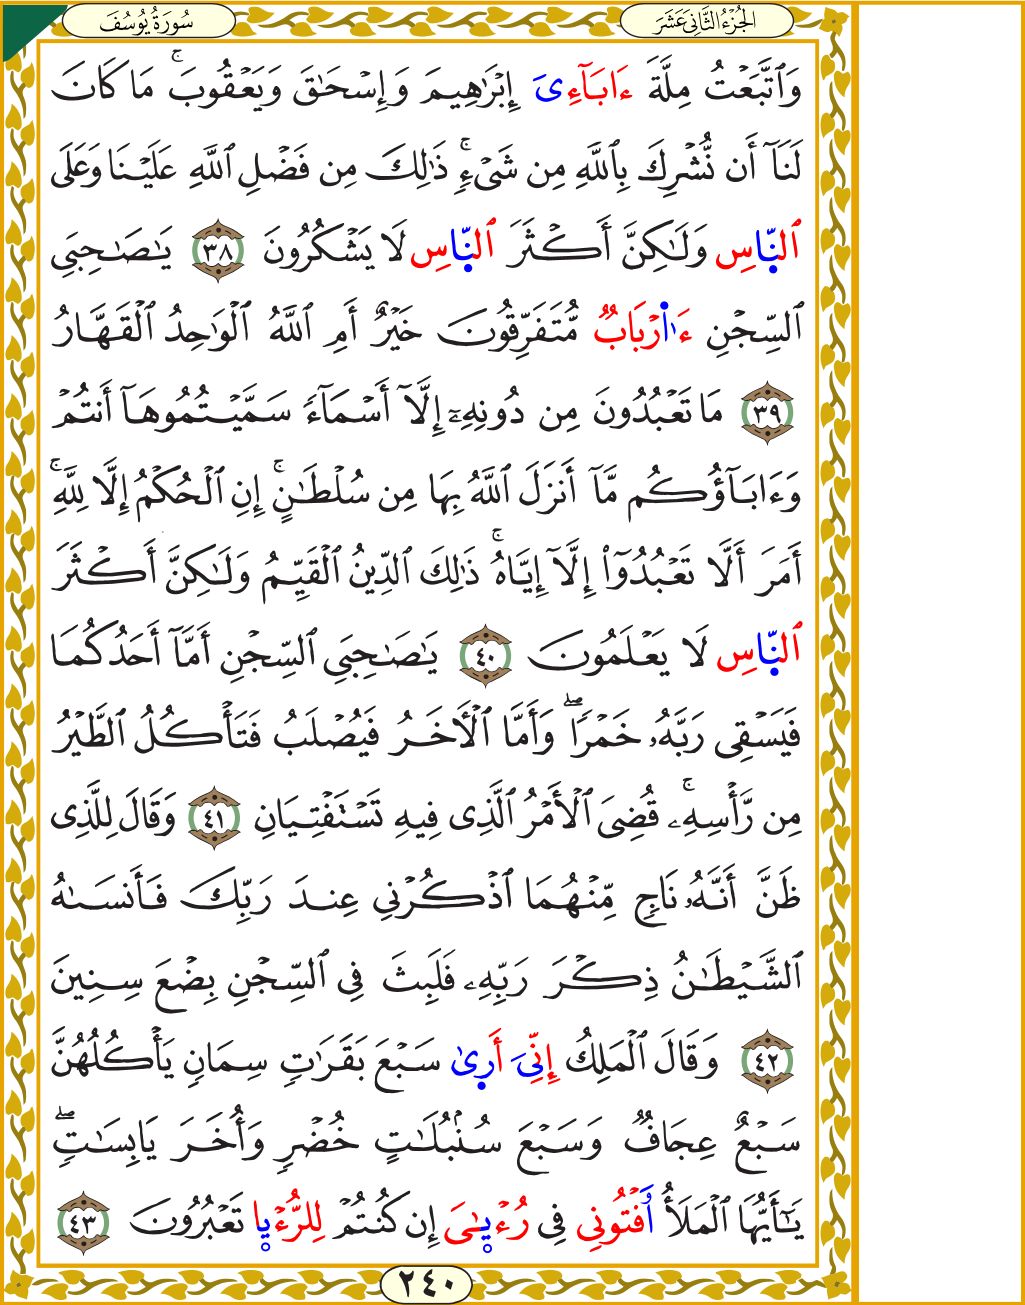 الجُزْءُ الثَّانِي عَشَرَ
سُورَةُ يُوسُفَ
وَٱتَّبَعْتُ مِلَّةَ ءَابَآءِىَ إِبْرَٰهِيمَ وَإِسْحَٰقَ وَيَعْقُوبَ ۚ مَا كَانَ
لَنَآ أَن نُّشْرِكَ بِٱللَّهِ مِن شَىْءٍ ۚ ذَٰلِكَ مِن فَضْلِ ٱللَّهِ عَلَيْنَا وَعَلَى
ٱلنَّاسِ وَلَٰكِنَّ أَكْثَرَ ٱلنَّاسِ لَا يَشْكُرُونَ ٣٨ يَٰصَٰحِبَىِ
ٱلسِّجْنِ ءَا۬رْبَابٌ مُّتَفَرِّقُونَ خَيْرٌ أَمِ ٱللَّهُ ٱلْوَٰحِدُ ٱلْقَهَّارُ
٣٩ مَا تَعْبُدُونَ مِن دُونِهِۦٓ إِلَّآ أَسْمَآءً سَمَّيْتُمُوهَآ أَنتُمْ
وَءَابَآؤُكُم مَّآ أَنزَلَ ٱللَّهُ بِهَا مِن سُلْطَٰنٍ ۚ إِنِ ٱلْحُكْمُ إِلَّا لِلَّهِ ۚ
أَمَرَ أَلَّا تَعْبُدُوٓا۟ إِلَّآ إِيَّاهُ ۚ ذَٰلِكَ ٱلدِّينُ ٱلْقَيِّمُ وَلَٰكِنَّ أَكْثَرَ
ٱلنَّاسِ لَا يَعْلَمُونَ ٤٠ يَٰصَٰحِبَىِ ٱلسِّجْنِ أَمَّآ أَحَدُكُمَا
فَيَسْقِى رَبَّهُۥ خَمْرًا ۖ وَأَمَّا ٱلْأَخَرُ فَيُصْلَبُ فَتَأْكُلُ ٱلطَّيْرُ
مِن رَّأْسِهِۦ ۚ قُضِىَ ٱلْأَمْرُ ٱلَّذِى فِيهِ تَسْتَفْتِيَانِ ٤١ وَقَالَ لِلَّذِى
ظَنَّ أَنَّهُۥ نَاجٍ مِّنْهُمَا ٱذْكُرْنِى عِندَ رَبِّكَ فَأَنسَىٰهُ
ٱلشَّيْطَٰنُ ذِكْرَ رَبِّهِۦ فَلَبِثَ فِى ٱلسِّجْنِ بِضْعَ سِنِينَ
٤٢ وَقَالَ ٱلْمَلِكُ إِنِّىَ أَرِىٰ سَبْعَ بَقَرَٰتٍ سِمَانٍ يَأْكُلُهُنَّ
سَبْعٌ عِجَافٌ وَسَبْعَ سُنۢبُلَٰتٍ خُضْرٍ وَأُخَرَ يَابِسَٰتٍ ۖ
يَٰٓأَيُّهَا ٱلْمَلَأُ وَ۬فْتُونِى فِى رُءْيَٰىَ إِن كُنتُمْ لِلرُّءْيا تَعْبُرُونَ ٤٣
٢٤٠